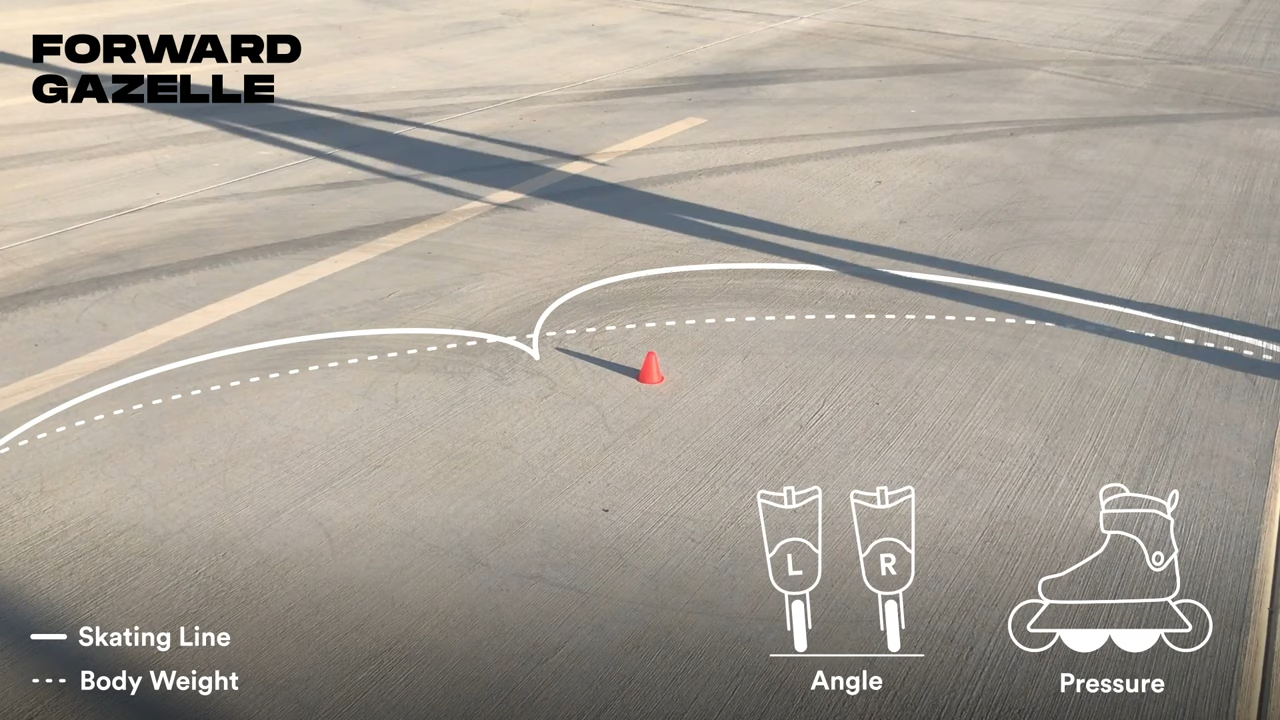 FORWARD
GAZELLE
L
R
Skating Line
Body Weight
Angle
Pressure